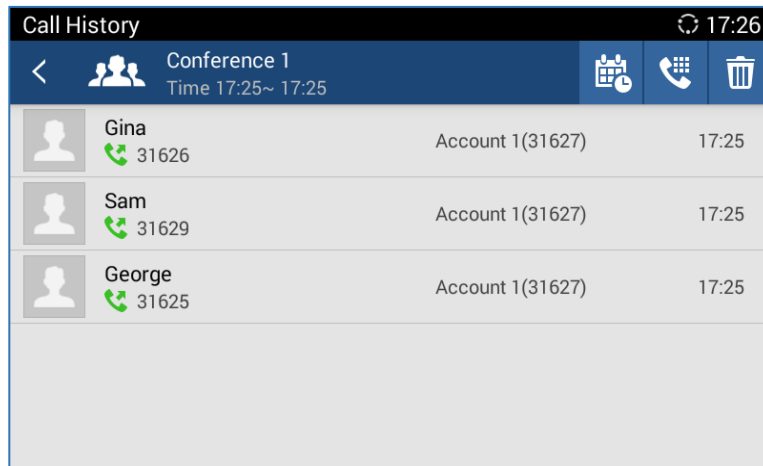 Call History 17:26
Conference 1
Time 17:25~ 17:25
Gina
31626 Account 1(31627) 17:25
Sam
31629 Account 1(31627) 17:25
George
31625 Account 1(31627) 17:25